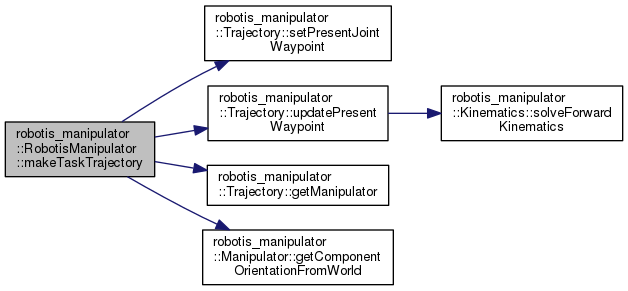 robotis_manipulator
::RobotisManipulator
::makeTaskTrajectory
robotis_manipulator
::Trajectory::setPresentJoint
Waypoint
robotis_manipulator
::Trajectory::updatePresent
Waypoint
robotis_manipulator
::Kinematics::solveForward
Kinematics
robotis_manipulator
::Trajectory::getManipulator
robotis_manipulator
::Manipulator::getComponent
OrientationFromWorld